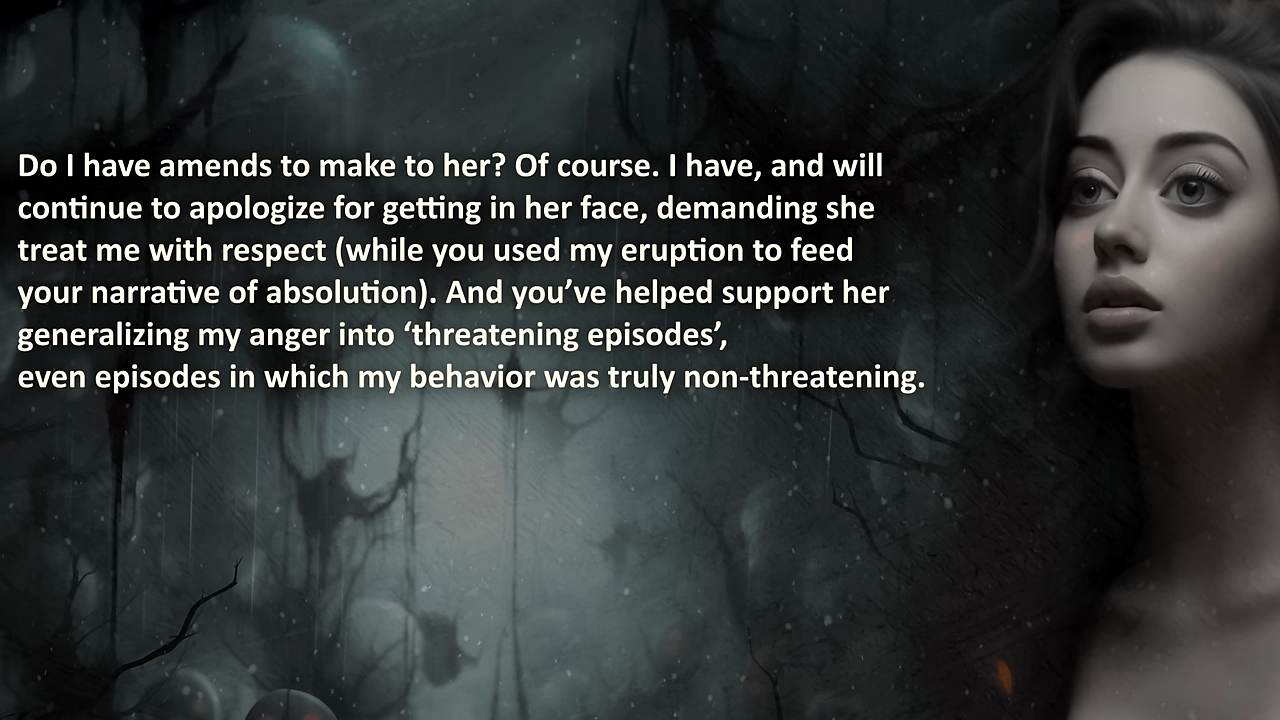 Do I have amends to make to her? Of course. I have, and will
continue to apologize for getting in her face, demanding she
treat me with respect (while you used my eruption to feed
your narrative of absolution). And you’ve helped support her
generalizing my anger into ‘threatening episodes’,
even episodes in which my behavior was truly non-threatening.